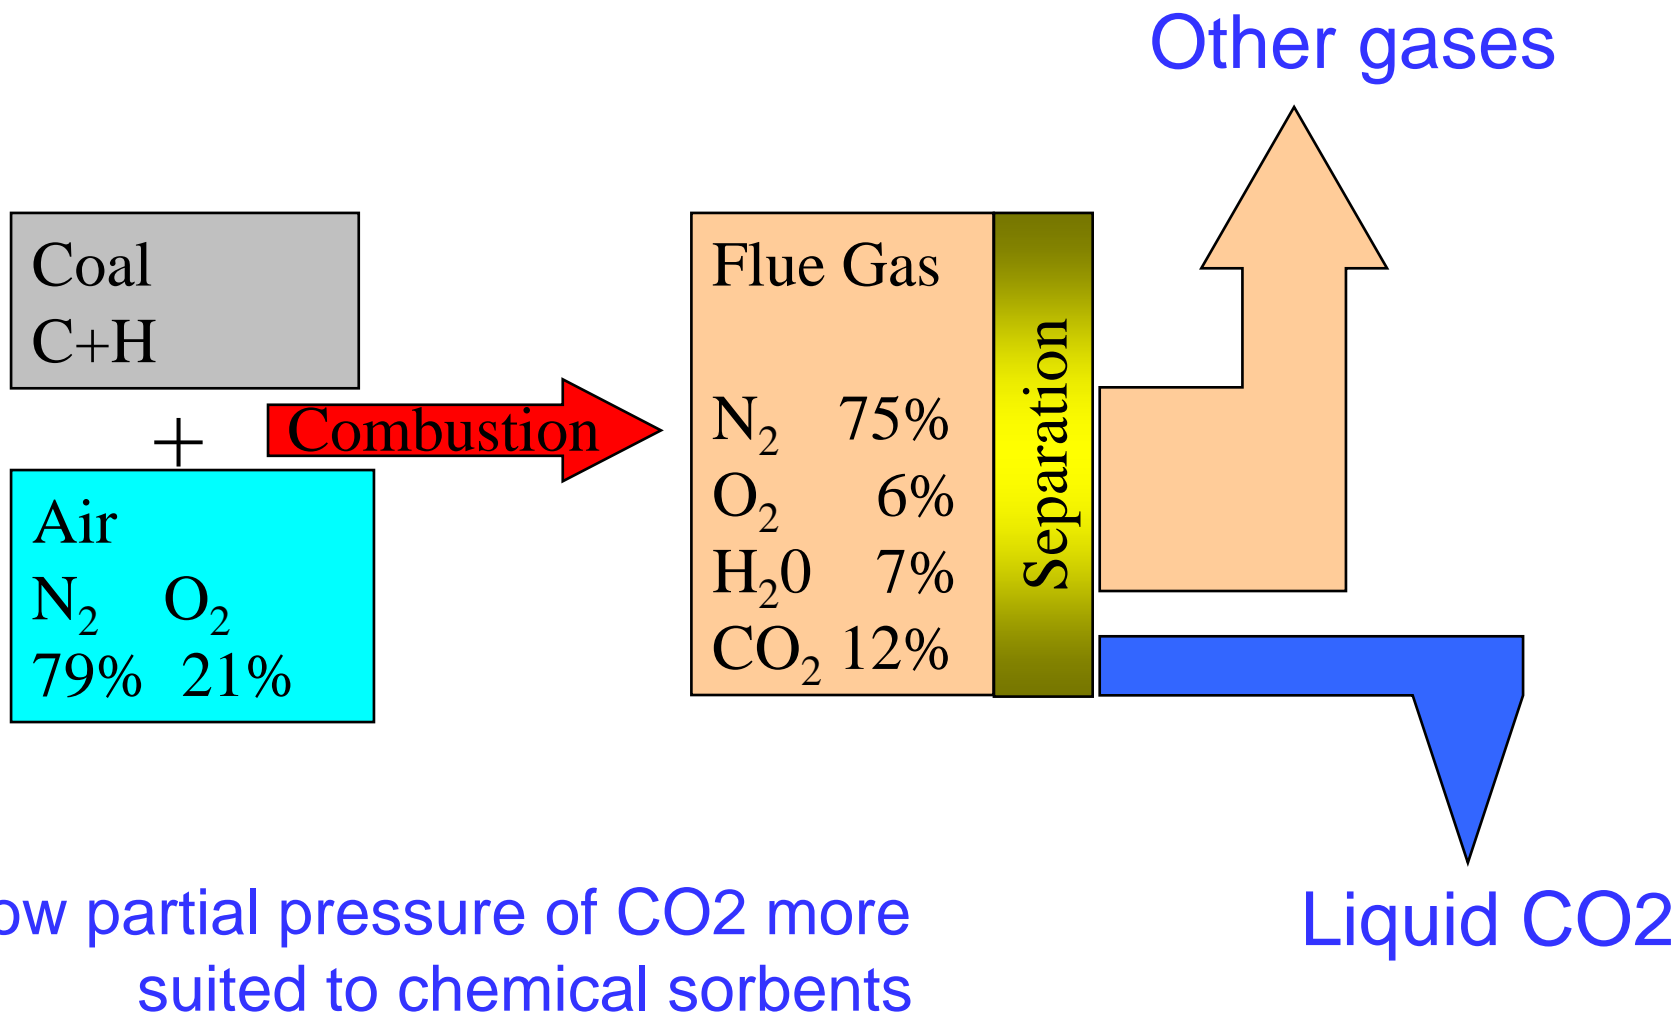 Other gases
Coal
C+H
+
Air
N₂ O₂
79% 21%
Combustion
Flue Gas
N₂ 75%
O₂ 6%
H₂0 7%
CO₂ 12%
Separation
Liquid CO2
partial pressure of CO2 more
suited to chemical sorbents